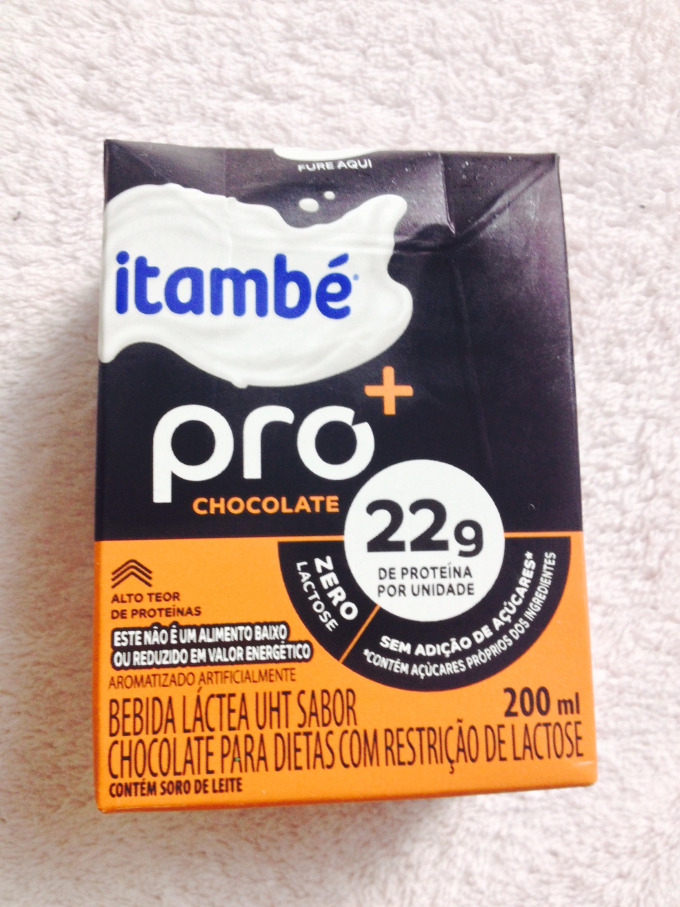 FURE AQUI
itambé
pro+
CHOCOLATE
22g
DE PROTEÍNA
POR UNIDADE
ZERO
LACTOSE
SEM ADIÇÃO DE AÇÚCARES*
*CONTÉM AÇÚCARES PRÓPRIOS DOS INGREDIENTES
ALTO TEOR
DE PROTEÍNAS
ESTE NÃO É UM ALIMENTO BAIXO
OU REDUZIDO EM VALOR ENERGÉTICO
AROMATIZADO ARTIFICIALMENTE
BEBIDA LÁCTEA UHT SABOR
200 ml
CHOCOLATE PARA DIETAS COM RESTRIÇÃO DE LACTOSE
CONTÉM SORO DE LEITE